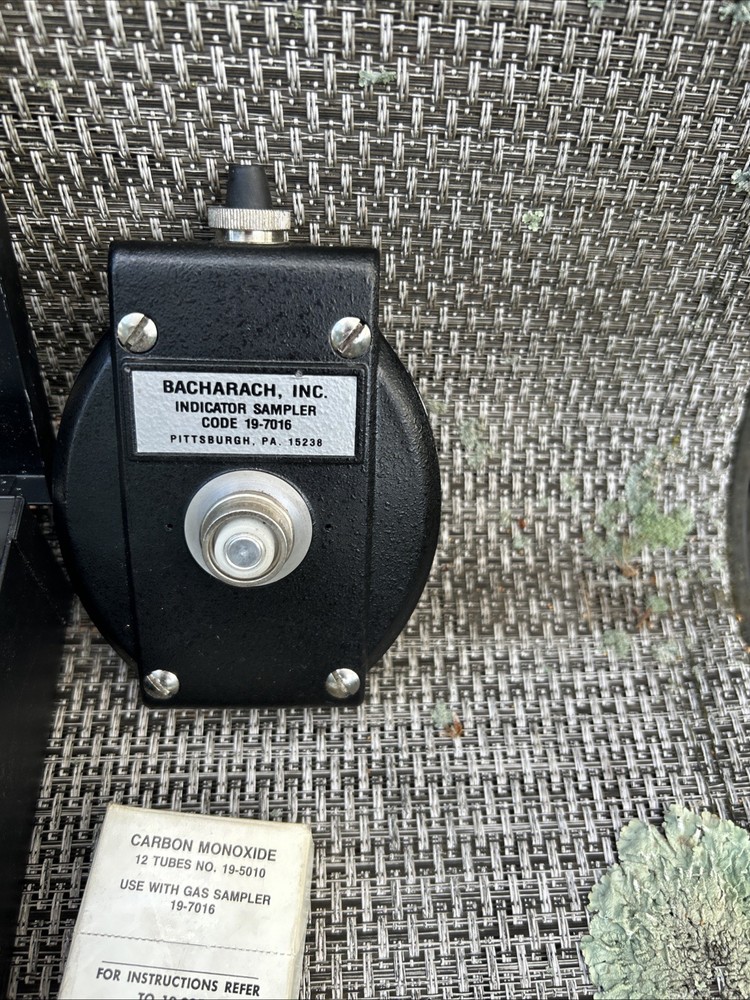 BACHARACH, INC.
INDICATOR SAMPLER
CODE 19-7016
PITTSBURGH, PA. 15238
CARBON MONOXIDE
12 TUBES NO. 19-5010
USE WITH GAS SAMPLER
19-7016
FOR INSTRUCTIONS REFER
TO